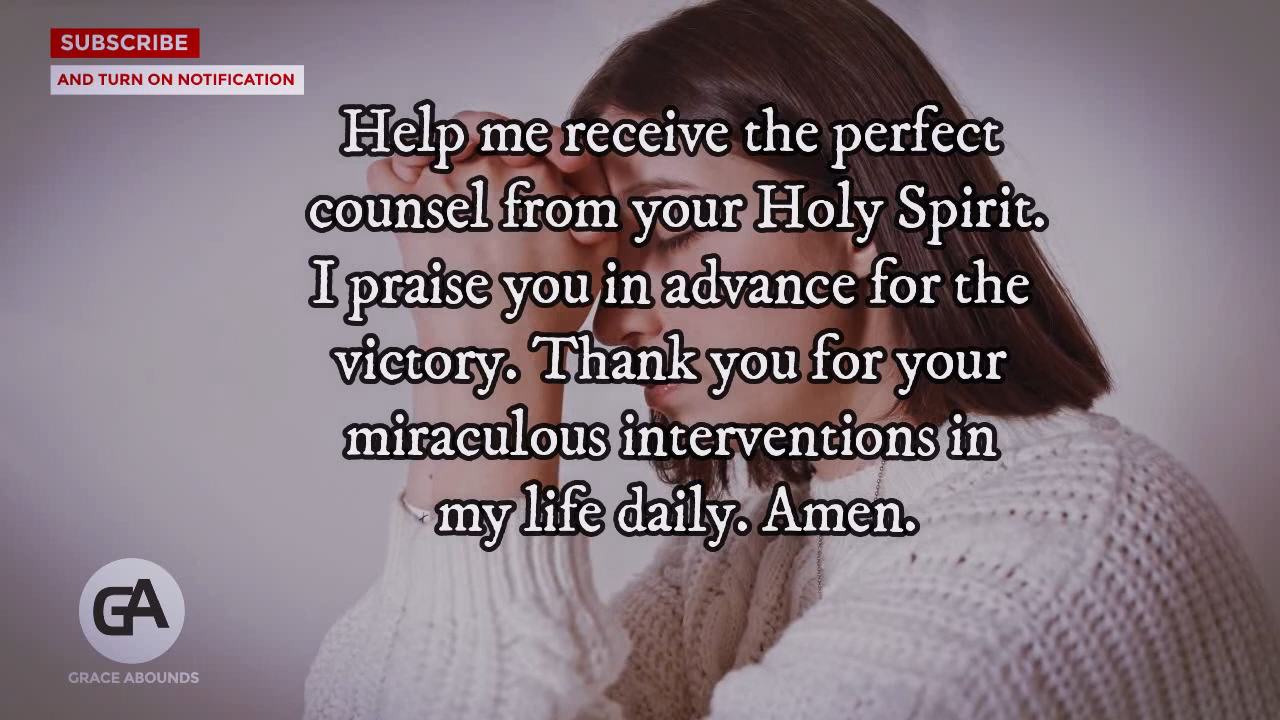 SUBSCRIBE
AND TURN ON NOTIFICATION
Help me receive the perfect
counsel from your Holy Spirit.
I praise you in advance for the
victory. Thank you for your
miraculous interventions in
my life daily. Amen.
GA
GRACE ABOUNDS